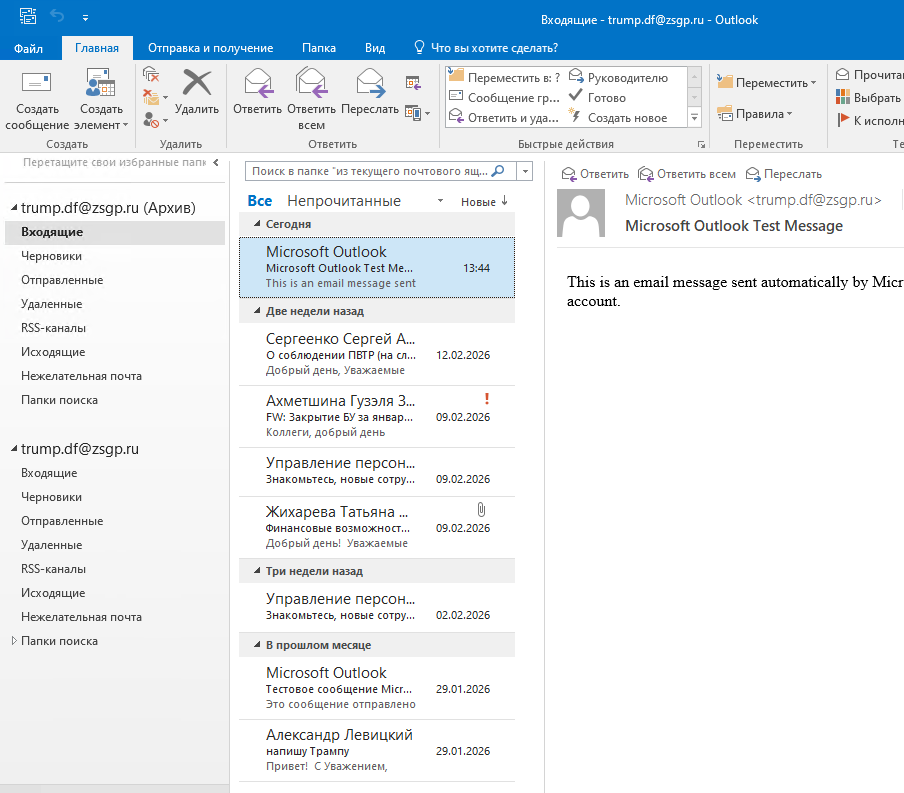 Входящие - trump.df@zsgp.ru - Outlook
Файл Главная Отправка и получение Папка Вид Что вы хотите сделать?
Создать сообщение
Создать элемент
Удалить
Ответить
Ответить всем
Переслать
Переместить в: ?
Сообщение гр...
Ответить и уда...
Руководителю
Готово
Создать новое
Переместить
Правила
Прочита
Выбрать
К исполн
Создать
Удалить
Ответить
Быстрые действия
Переместить
Те
Перетащите свои избранные папк
trump.df@zsgp.ru (Архив)
Входящие
Черновики
Отправленные
Удаленные
RSS-каналы
Исходящие
Нежелательная почта
Папки поиска
trump.df@zsgp.ru
Входящие
Черновики
Отправленные
Удаленные
RSS-каналы
Исходящие
Нежелательная почта
Папки поиска
Поиск в папке "из текущего почтового ящ...
Все Непрочитанные Новые
Сегодня
Microsoft Outlook
Microsoft Outlook Test Me... 13:44
This is an email message sent
Две недели назад
Сергеенко Сергей А...
О соблюдении ПВТР (на сл... 12.02.2026
Добрый день, Уважаемые
Ахметшина Гузэля З... !
FW: Закрытие БУ за январ... 09.02.2026
Коллеги, добрый день
Управление персон...
Знакомьтесь, новые сотру... 09.02.2026
Жихарева Татьяна ...
Финансовые возможност... 09.02.2026
Добрый день! Уважаемые
Три недели назад
Управление персон...
Знакомьтесь, новые сотру... 02.02.2026
В прошлом месяце
Microsoft Outlook
Тестовое сообщение Micr... 29.01.2026
Это сообщение отправлено
Александр Левицкий
напишу Трампу 29.01.2026
Привет! С Уважением,
Ответить Ответить всем Переслать
Microsoft Outlook <trump.df@zsgp.ru>
Microsoft Outlook Test Message
This is an email message sent automatically by Micr
account.